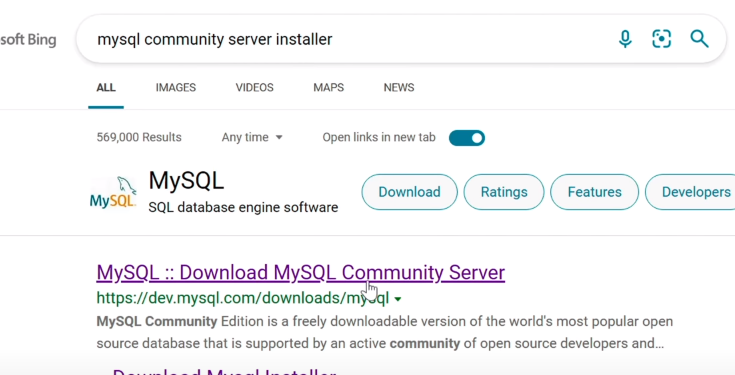 soft Bing
mysql community server installer
ALL IMAGES VIDEOS MAPS NEWS
569,000 Results Any time Open links in new tab
MySQL
MySQL
SQL database engine software
Download Ratings Features Developers
MySQL :: Download MySQL Community Server
https://dev.mysql.com/downloads/mysql
MySQL Community Edition is a freely downloadable version of the world's most popular open
source database that is supported by an active community of open source developers and...
Download Mysql Installer